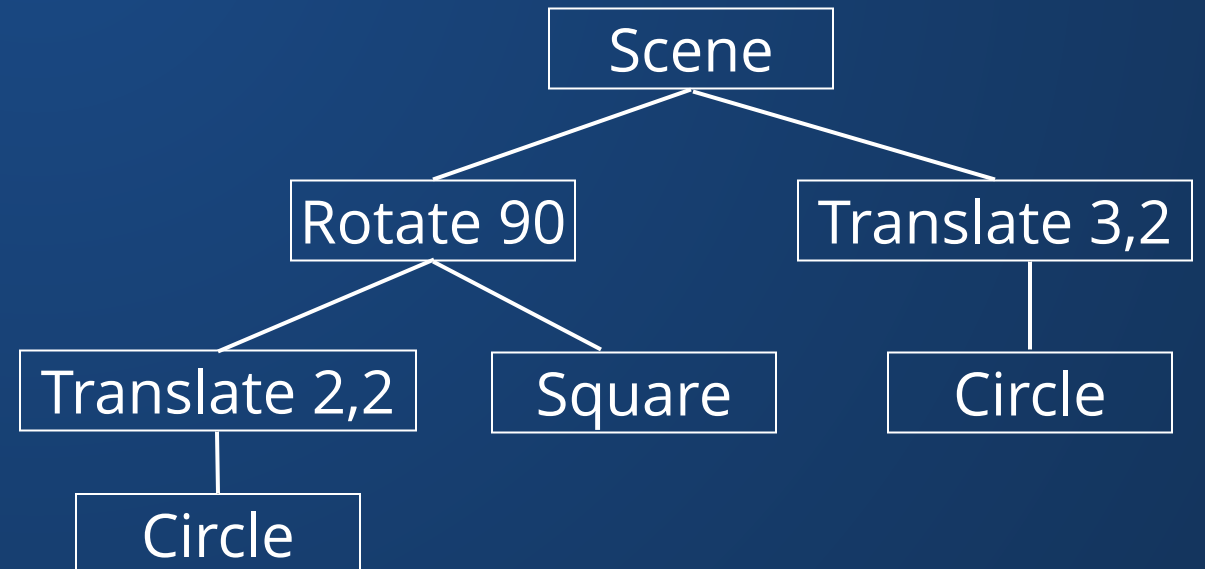 Scene
Rotate 90
Translate 3,2
Translate 2,2
Square
Circle
Circle